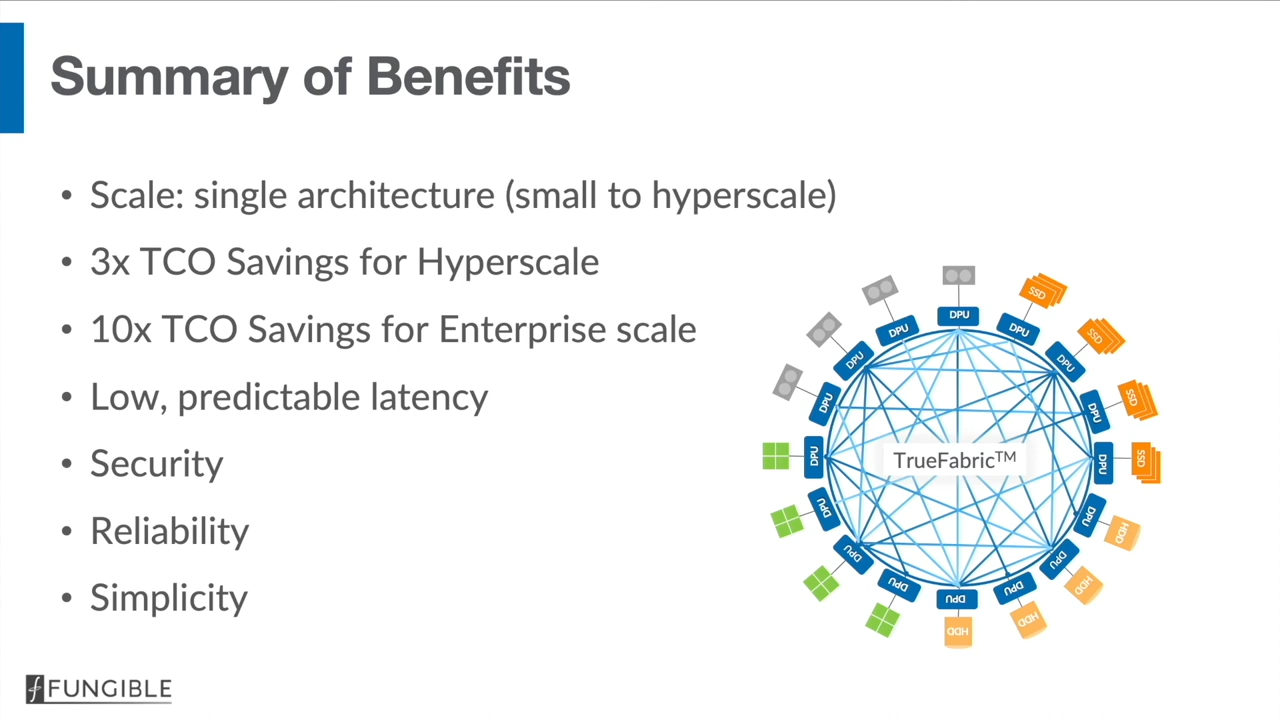 Summary of Benefits
• Scale: single architecture (small to hyperscale)
• 3x TCO Savings for Hyperscale
• 10x TCO Savings for Enterprise scale
• Low, predictable latency
• Security
• Reliability
• Simplicity
DPU
DPU
SSD
DPU
SSD
DPU
SSD
DPU
SSD
DPU
HDD
DPU
HDD
DPU
HDD
DPU
HDD
DPU
DPU
DPU
DPU
DPU
DPU
DPU
TrueFabric™
FUNGIBLE